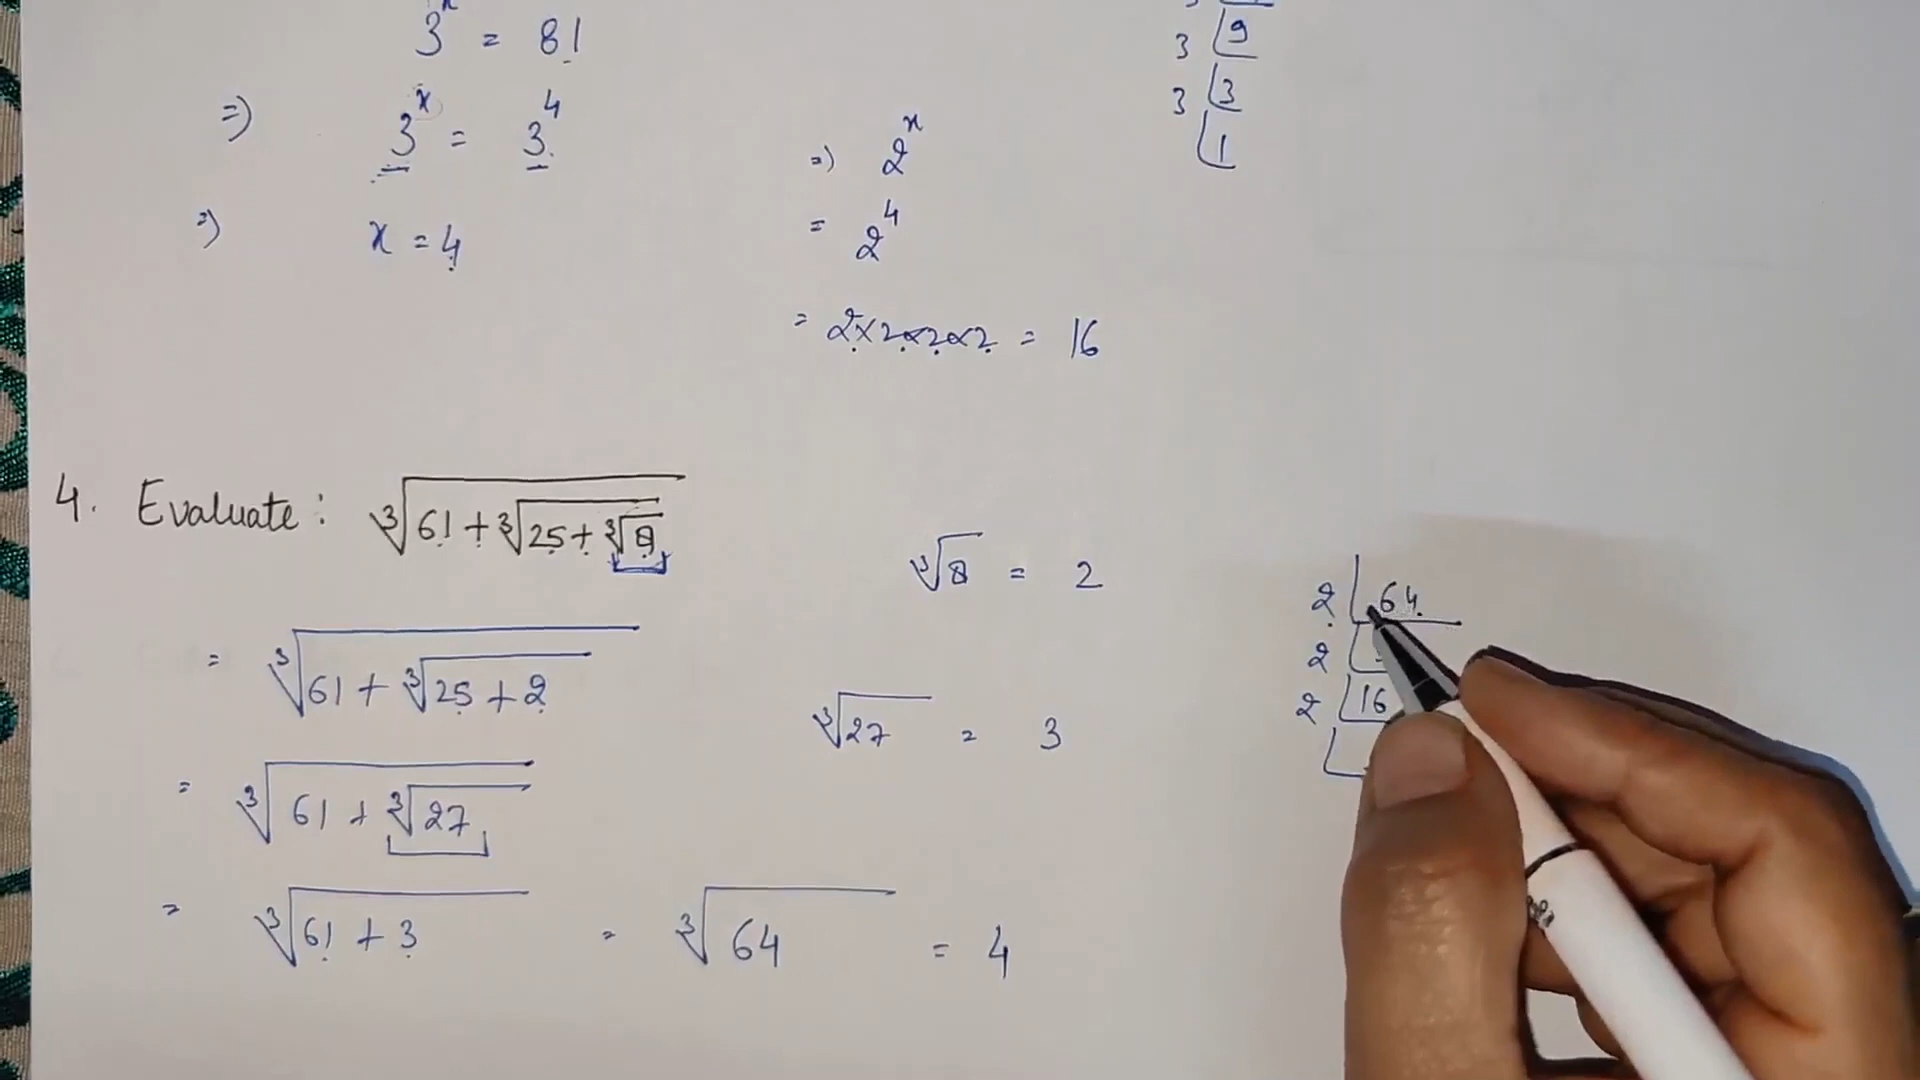 3^x = 81
=) 3^x = 3^4
=) x = 4
=) 2^x
= 2^4
= 2×2×2×2 = 16
3 9
3 3
1
4. Evaluate : ∛(61 + ∛(25 + ∛8))
= ∛(61 + ∛(25 + 2))
= ∛(61 + ∛27)
= ∛(61 + 3) = ∛64 = 4
∛8 = 2
∛27 = 3
2 64
2
2 16